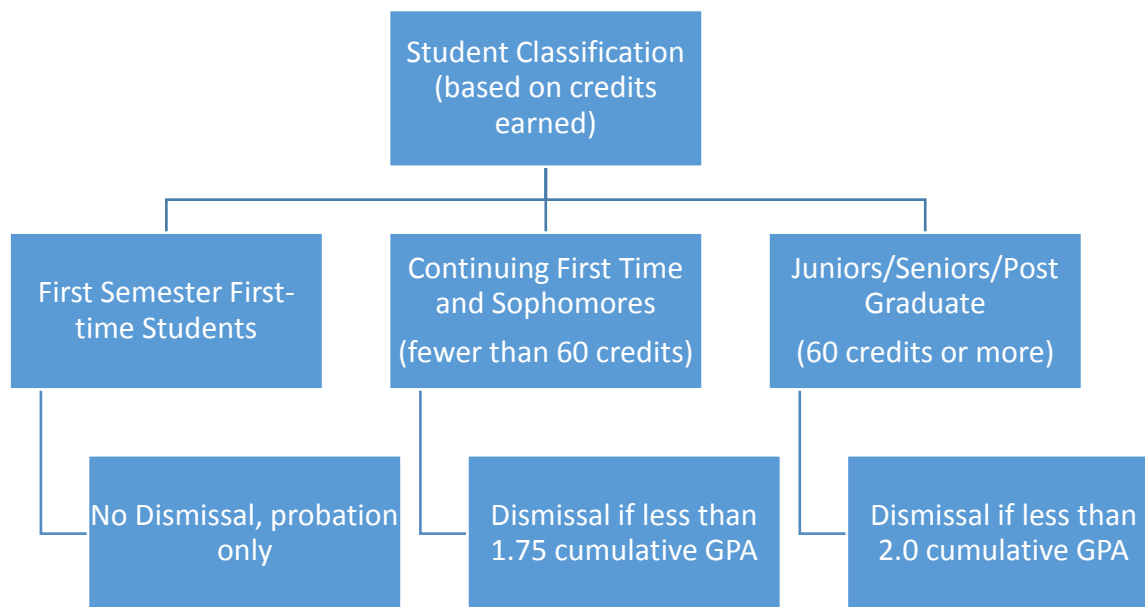 Student Classification
(based on credits
earned)
First Semester First-
time Students
Continuing First Time
and Sophomores
(fewer than 60 credits)
Juniors/Seniors/Post
Graduate
(60 credits or more)
No Dismissal, probation
only
Dismissal if less than
1.75 cumulative GPA
Dismissal if less than
2.0 cumulative GPA